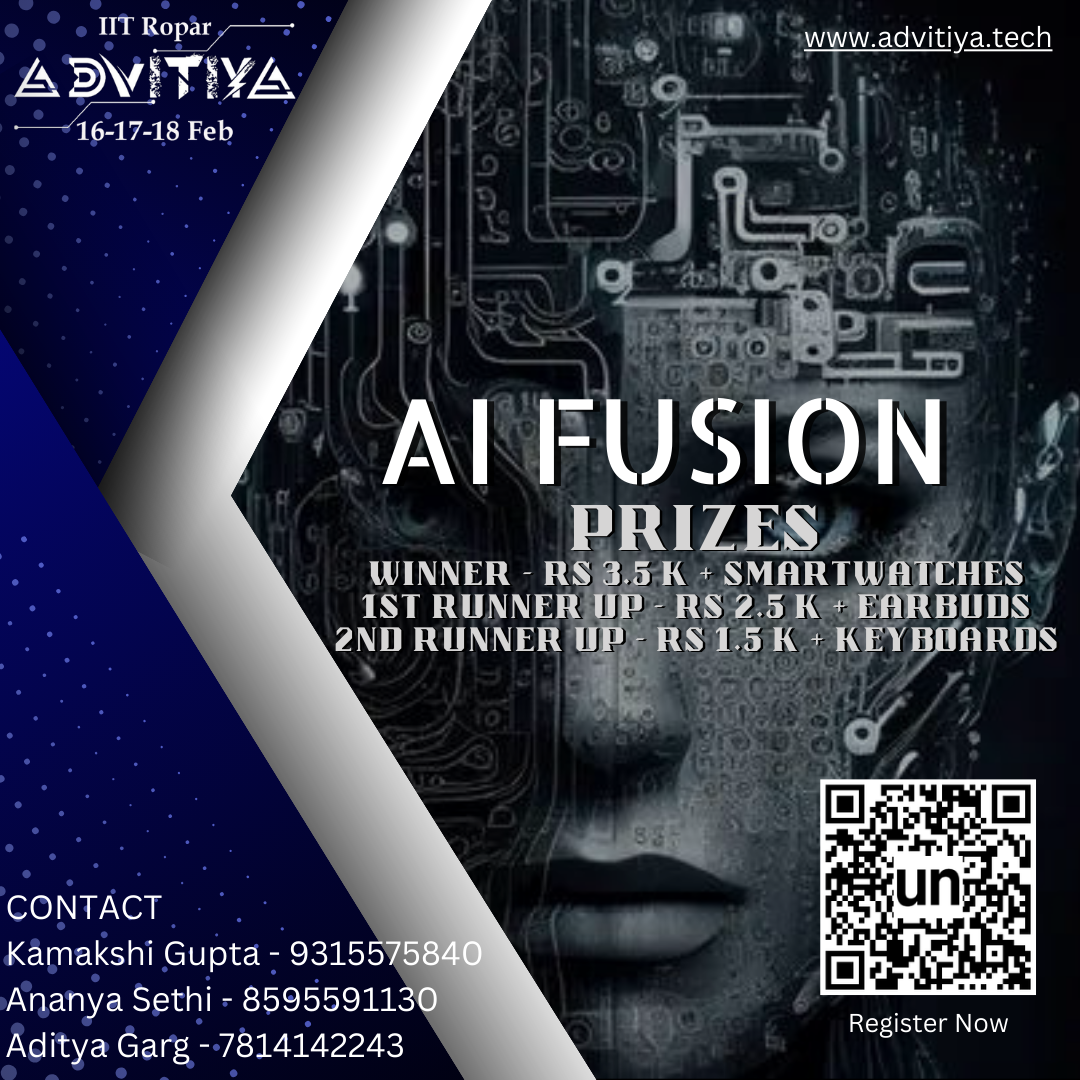 IIT Ropar
ADVITIYA
16-17-18 Feb
www.advitiya.tech
AI FUSION
PRIZES
WINNER - RS 3.5 K + SMARTWATCHES
1ST RUNNER UP - RS 2.5 K + EARBUDS
2ND RUNNER UP - RS 1.5 K + KEYBOARDS
un
Register Now
CONTACT
Kamakshi Gupta - 9315575840
Ananya Sethi - 8595591130
Aditya Garg - 7814142243